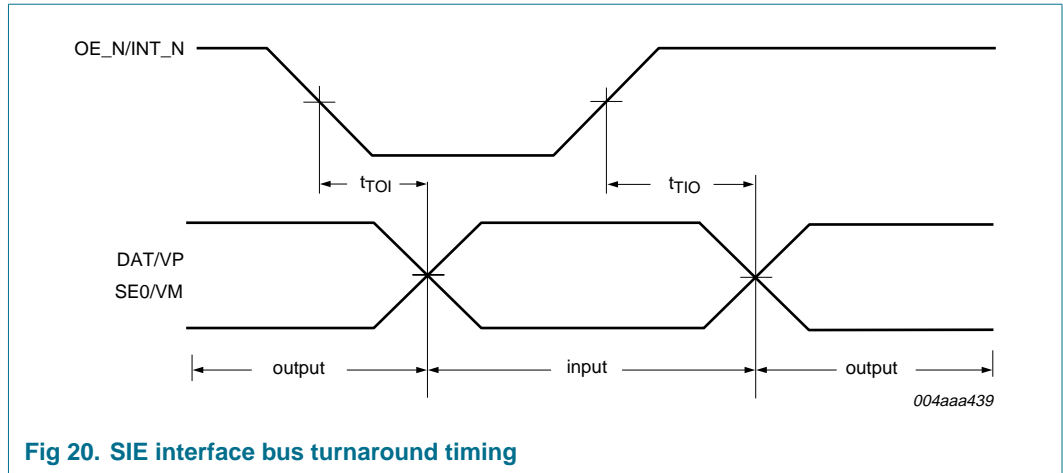 OE_N/INT_N
tTOI
tTIO
DAT/VP
SE0/VM
output
input
output
004aaa439
Fig 20. SIE interface bus turnaround timing